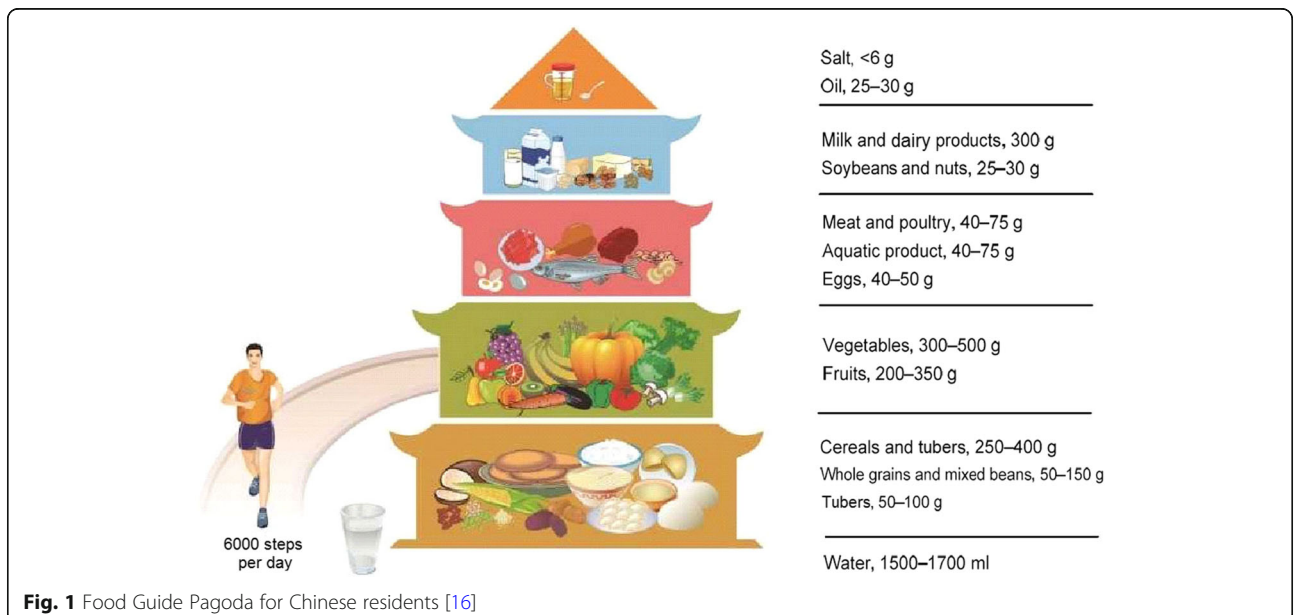 Salt, <6 g
Oil, 25–30 g
Milk and dairy products, 300 g
Soybeans and nuts, 25–30 g
Meat and poultry, 40–75 g
Aquatic product, 40–75 g
Eggs, 40–50 g
Vegetables, 300–500 g
Fruits, 200–350 g
Cereals and tubers, 250–400 g
Whole grains and mixed beans, 50–150 g
Tubers, 50–100 g
Water, 1500–1700 ml
6000 steps
per day
Fig. 1 Food Guide Pagoda for Chinese residents [16]